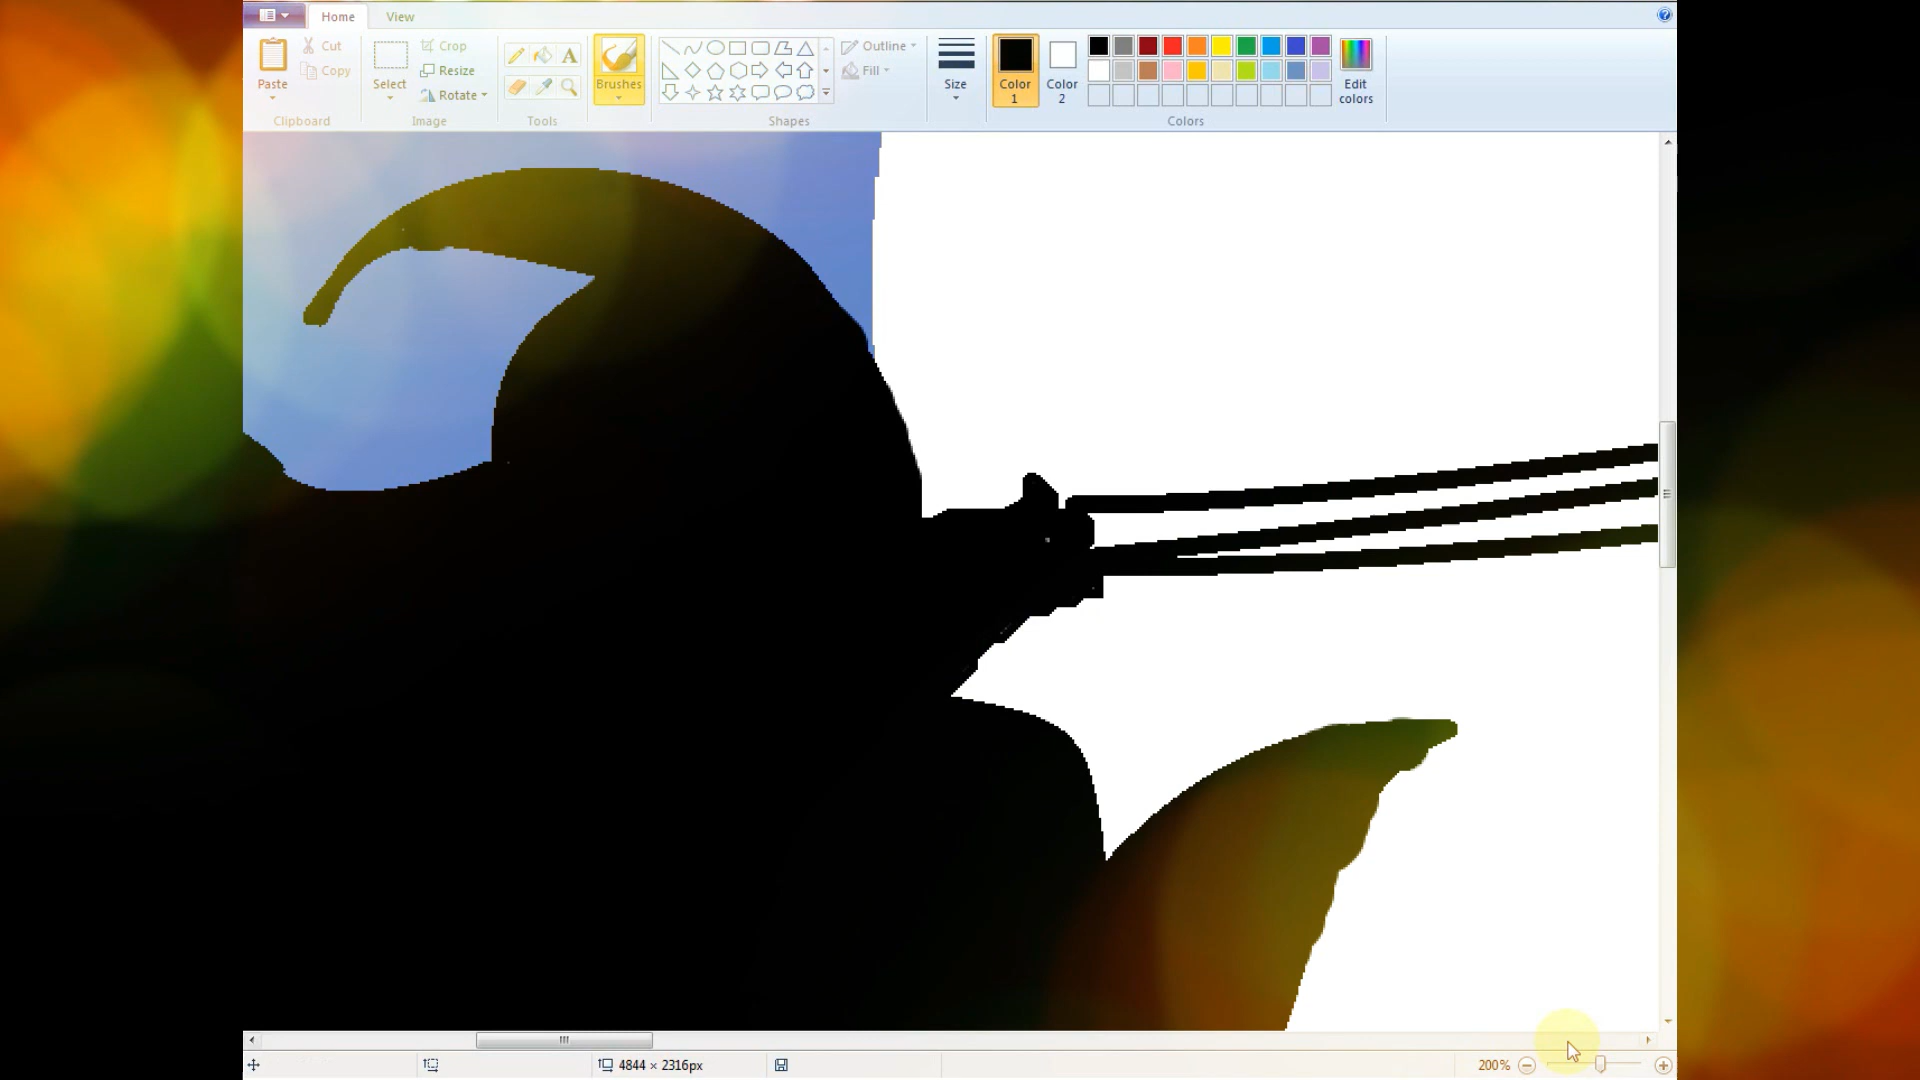 Home View
Cut
Copy
Paste
Clipboard
Select
Crop
Resize
Rotate
Image
A
Tools
Brushes
Outline
Fill
Shapes
Size
Color
1
Color
2
Edit
colors
Colors
4844 × 2316px
200%